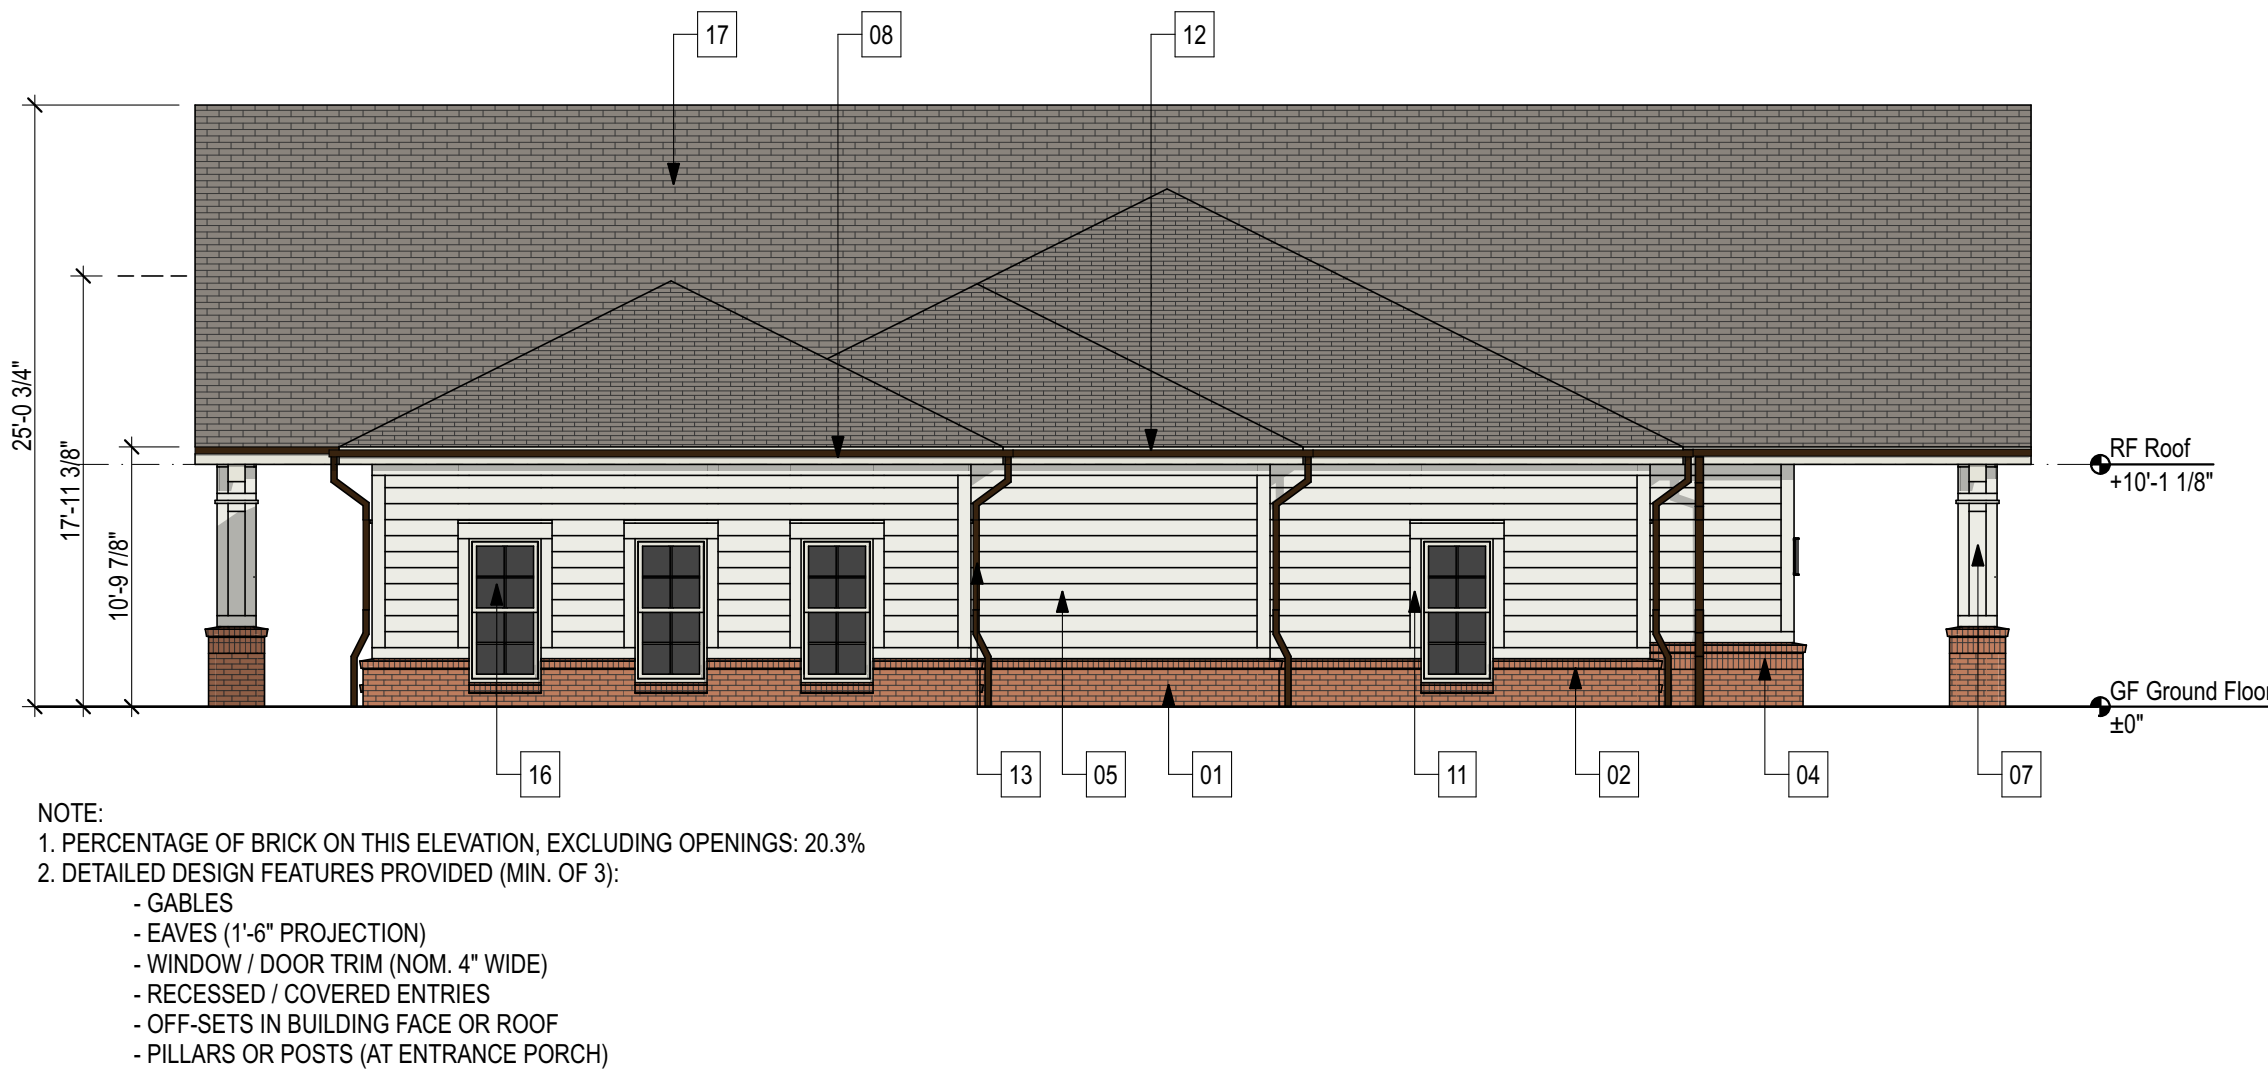 17
08
12
25'-0 3/4"
17'-11 3/8"
10'-9 7/8"
RF Roof
+10'-1 1/8"
GF Ground Floor
±0"
16
13
05
01
11
02
04
07
NOTE:
1. PERCENTAGE OF BRICK ON THIS ELEVATION, EXCLUDING OPENINGS: 20.3%
2. DETAILED DESIGN FEATURES PROVIDED (MIN. OF 3):
- GABLES
- EAVES (1'-6" PROJECTION)
- WINDOW / DOOR TRIM (NOM. 4" WIDE)
- RECESSED / COVERED ENTRIES
- OFF-SETS IN BUILDING FACE OR ROOF
- PILLARS OR POSTS (AT ENTRANCE PORCH)